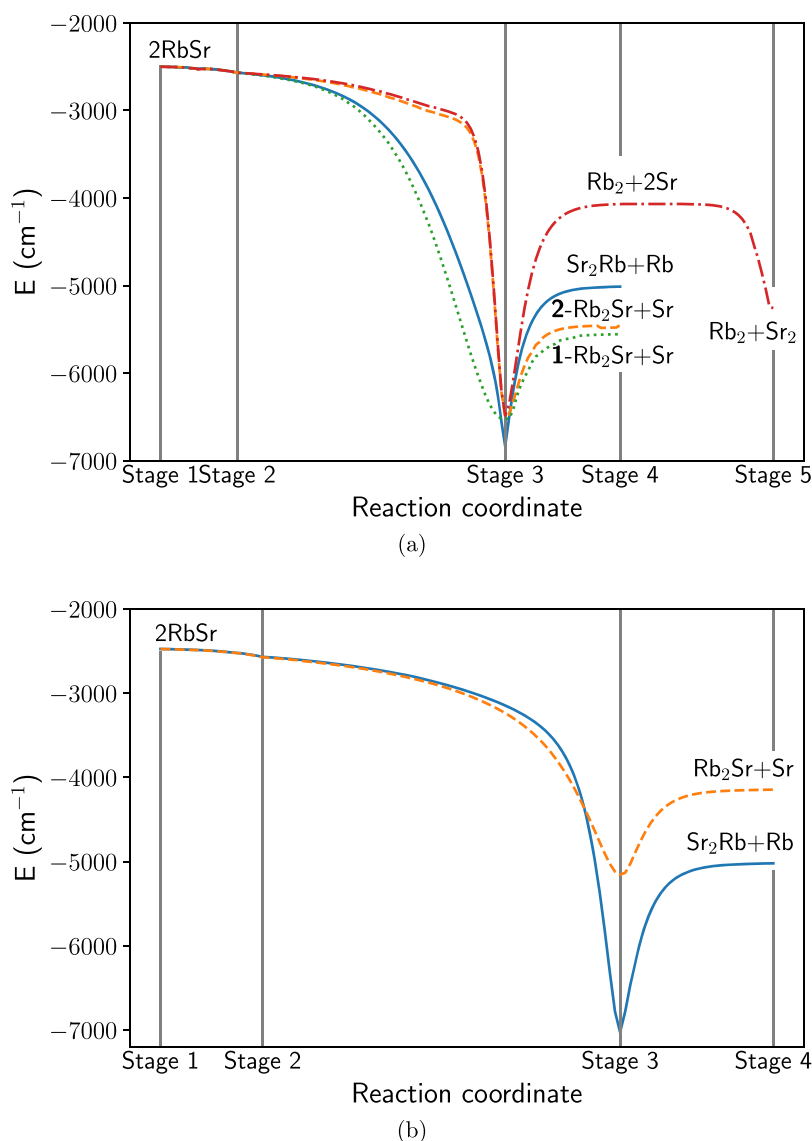 −2000
2RbSr
−3000
−4000
Rb₂+2Sr
E (cm⁻¹)
−5000
Sr₂Rb+Rb
2-Rb₂Sr+Sr
Rb₂+Sr₂
1-Rb₂Sr+Sr
−6000
−7000
Stage 1 Stage 2 Stage 3 Stage 4 Stage 5
Reaction coordinate
(a)
−2000
2RbSr
−3000
−4000
Rb₂Sr+Sr
E (cm⁻¹)
−5000
Sr₂Rb+Rb
−6000
−7000
Stage 1 Stage 2 Stage 3 Stage 4
Reaction coordinate
(b)